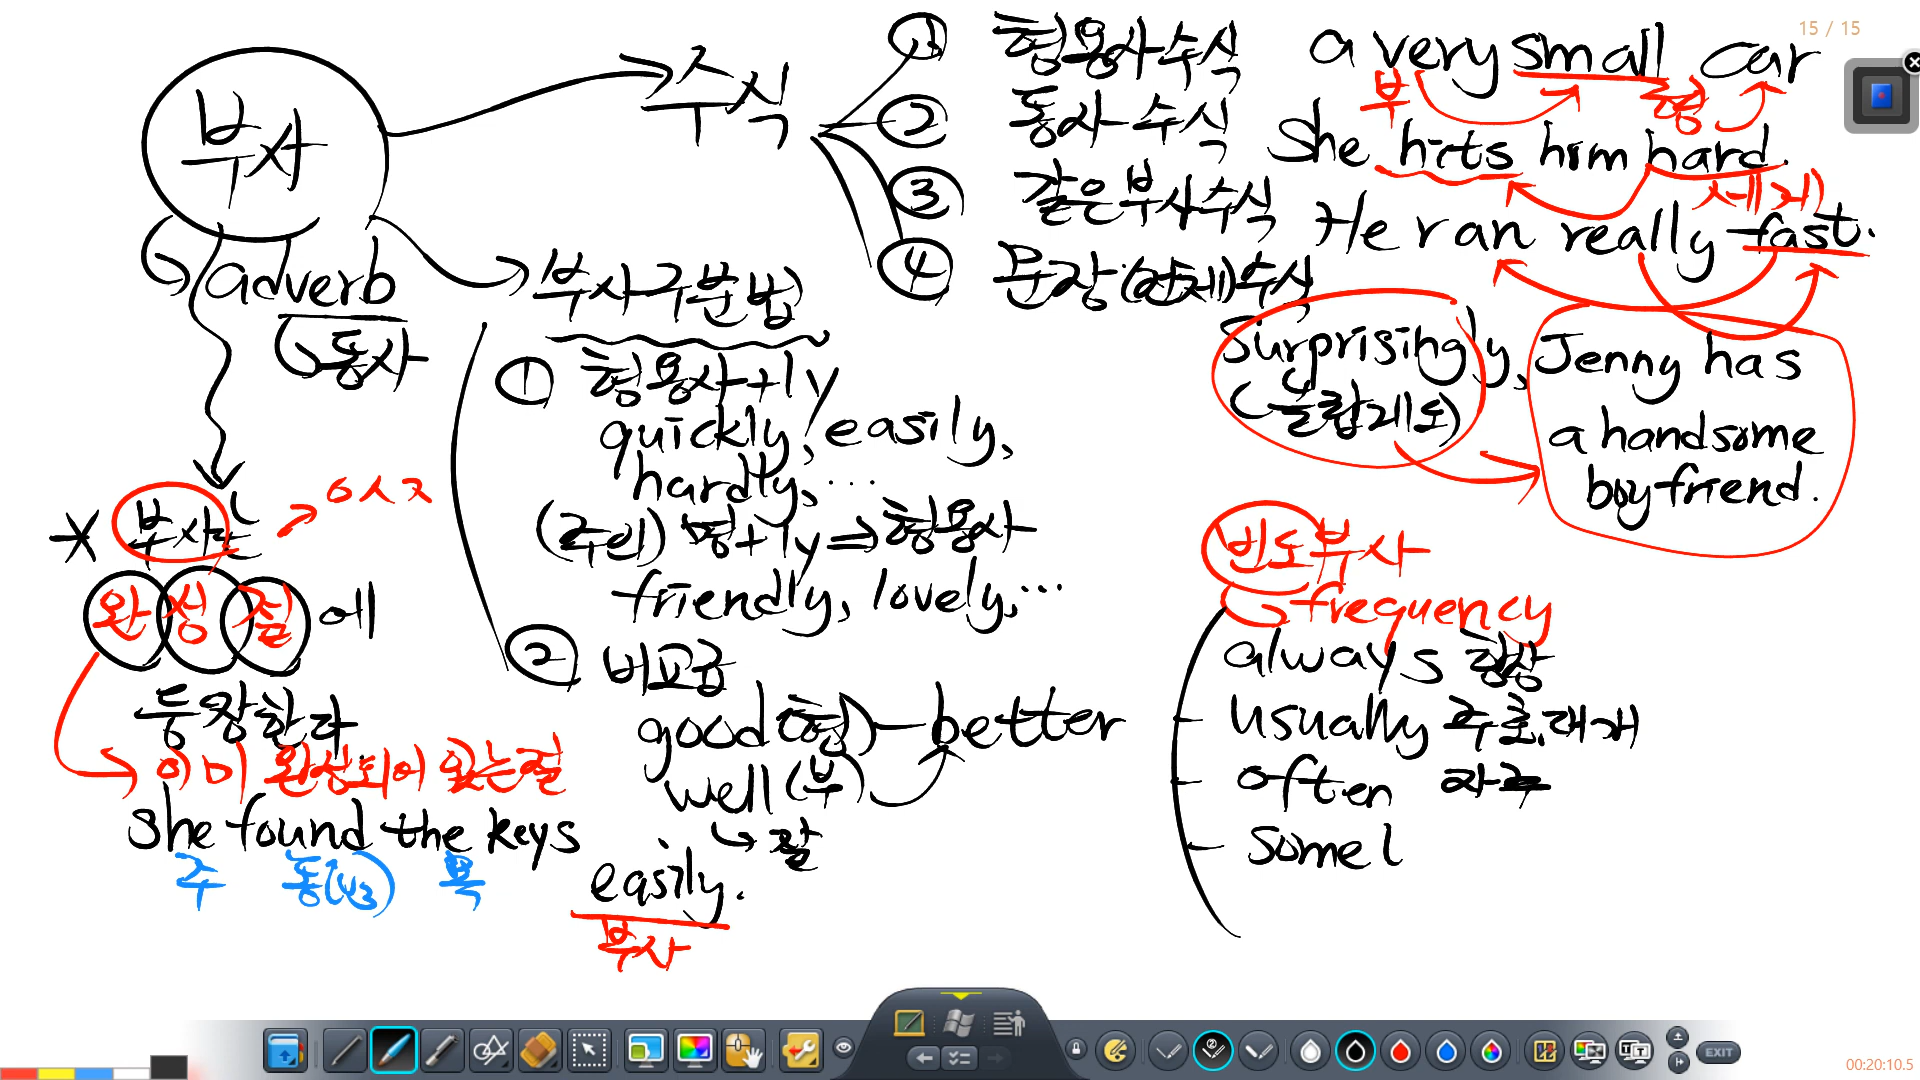 15 / 15
부사
adverb
동사
수식
① 형용사수식
② 동사수식
③ 같은부사수식
④ 문장(언제)수식
a very small car
부
형
She hits him hard.
세게
He ran really fast.
Surprisingly,
(놀랍게도)
Jenny has
a handsome
boyfriend.
부사구분법
① 형용사+ly
quickly, easily,
hardly, ...
(주의) 명+ly ⇒ 형용사
friendly, lovely, ...
② 비교급
good(형) - better
well(부)
잘
부사는
ㅇㅅㅈ
완성절에
등장한다
이미 완성되어 있는절
she found the keys
easily.
주 동(v3) 목
부사
빈도부사
frequency
always 항상
usually 주로, 대개
often 자주
somel
EXIT
00:20:10.5